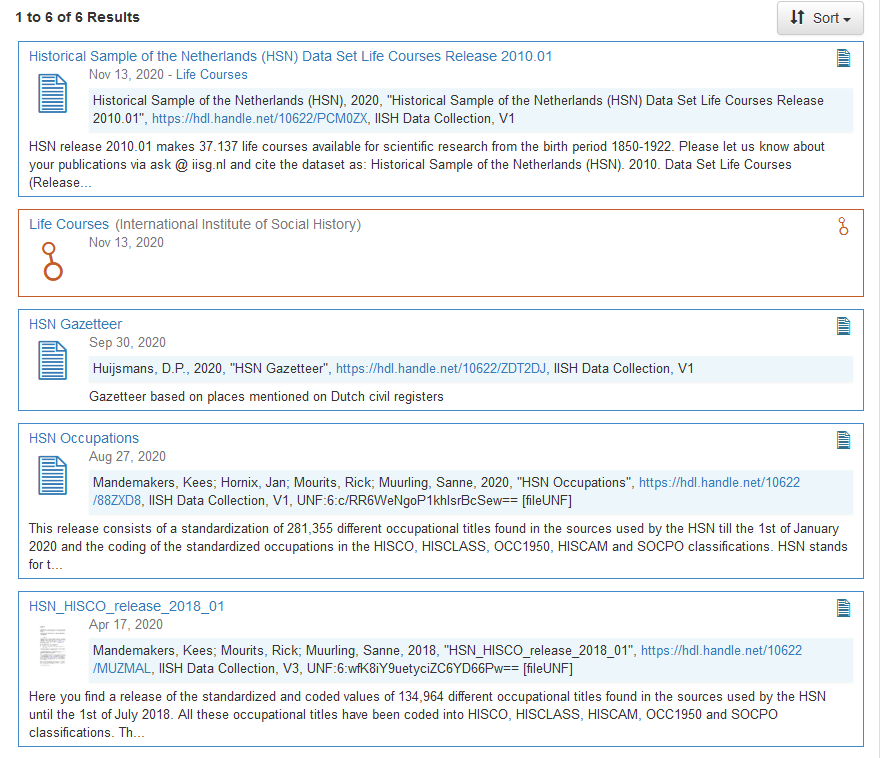 1 to 6 of 6 Results
Sort
Historical Sample of the Netherlands (HSN) Data Set Life Courses Release 2010.01
Nov 13, 2020 - Life Courses
Historical Sample of the Netherlands (HSN), 2020, "Historical Sample of the Netherlands (HSN) Data Set Life Courses Release
2010.01", https://hdl.handle.net/10622/PCM0ZX, IISH Data Collection, V1
HSN release 2010.01 makes 37.137 life courses available for scientific research from the birth period 1850-1922. Please let us know about
your publications via ask @ iisg.nl and cite the dataset as: Historical Sample of the Netherlands (HSN). 2010. Data Set Life Courses
(Release...
Life Courses (International Institute of Social History)
Nov 13, 2020
HSN Gazetteer
Sep 30, 2020
Huijsmans, D.P., 2020, "HSN Gazetteer", https://hdl.handle.net/10622/ZDT2DJ, IISH Data Collection, V1
Gazetteer based on places mentioned on Dutch civil registers
HSN Occupations
Aug 27, 2020
Mandemakers, Kees; Hornix, Jan; Mourits, Rick; Muurling, Sanne, 2020, "HSN Occupations", https://hdl.handle.net/10622
/88ZXD8, IISH Data Collection, V1, UNF:6:c/RR6WeNgoP1khlsrBcSew== [fileUNF]
This release consists of a standardization of 281,355 different occupational titles found in the sources used by the HSN till the 1st of January
2020 and the coding of the standardized occupations in the HISCO, HISCLASS, OCC1950, HISCAM and SOCPO classifications. HSN stands
for t...
HSN_HISCO_release_2018_01
Apr 17, 2020
Mandemakers, Kees; Mourits, Rick; Muurling, Sanne, 2018, "HSN_HISCO_release_2018_01", https://hdl.handle.net/10622
/MUZMAL, IISH Data Collection, V3, UNF:6:wfK8iY9uetyciZC6YD66Pw== [fileUNF]
Here you find a release of the standardized and coded values of 134,964 different occupational titles found in the sources used by the HSN
until the 1st of July 2018. All these occupational titles have been coded into HISCO, HISCLASS, HISCAM, OCC1950 and SOCPO
classifications. Th...